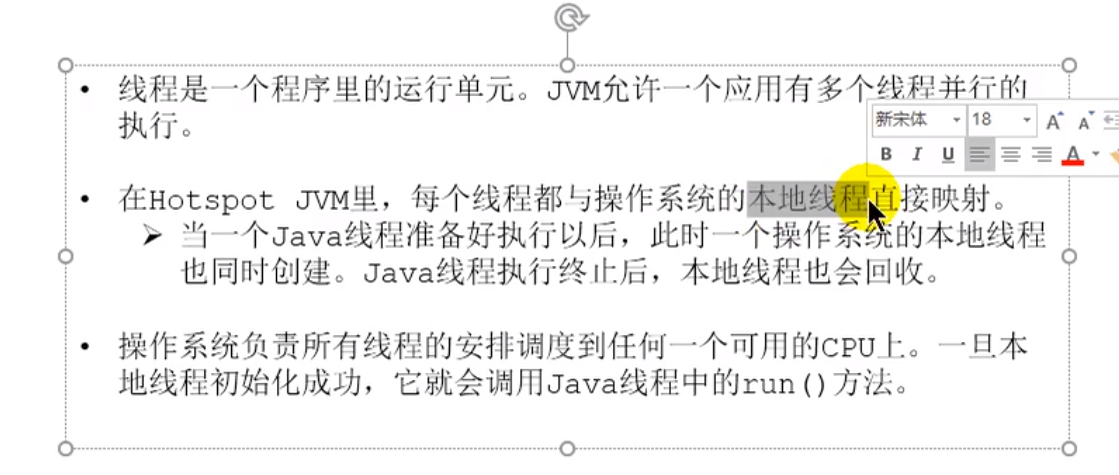 • 线程是一个程序里的运行单元。JVM允许一个应用有多个线程并行的
执行。
新宋体 18 A A
B I U A
• 在Hotspot JVM里，每个线程都与操作系统的本地线程直接映射。
➢ 当一个Java线程准备好执行以后，此时一个操作系统的本地线程
也同时创建。Java线程执行终止后，本地线程也会回收。
• 操作系统负责所有线程的安排调度到任何一个可用的CPU上。一旦本
地线程初始化成功，它就会调用Java线程中的run()方法。